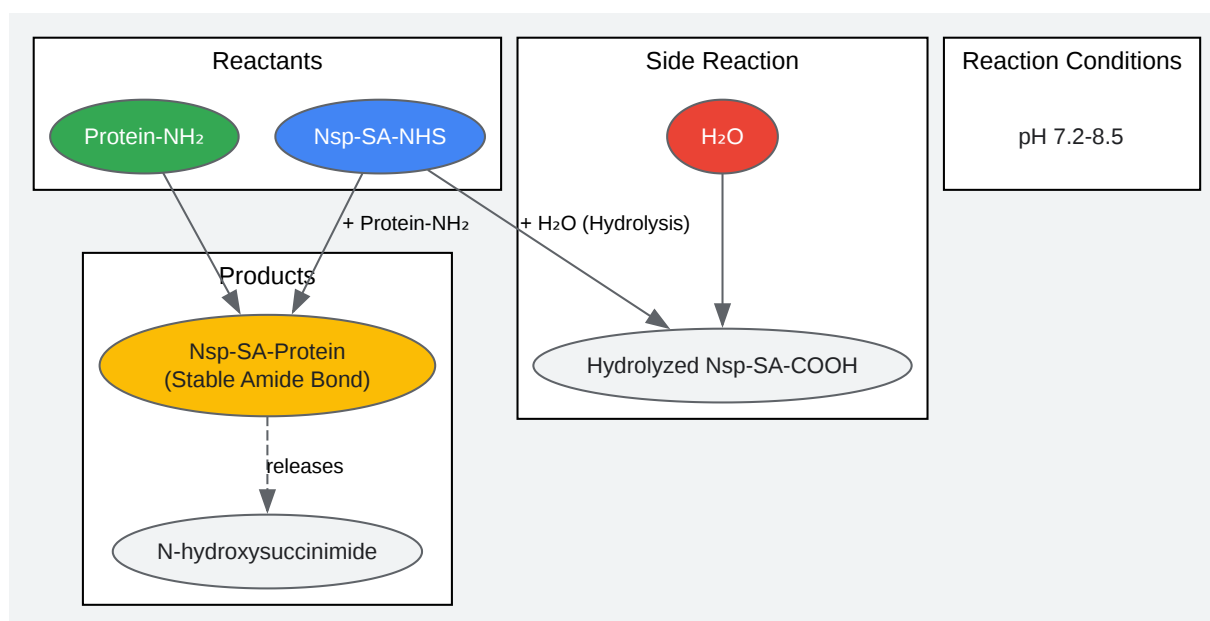 Reactants
Side Reaction
Reaction Conditions
Protein-NH₂
Nsp-SA-NHS
H₂O
pH 7.2-8.5
+ Protein-NH₂
+ H₂O (Hydrolysis)
Products
Nsp-SA-Protein
(Stable Amide Bond)
Hydrolyzed Nsp-SA-COOH
releases
N-hydroxysuccinimide